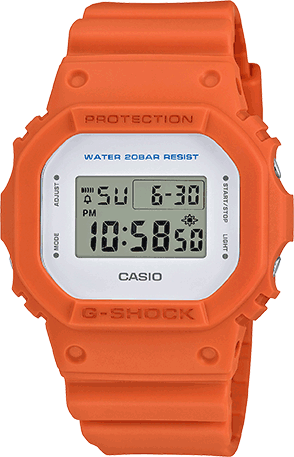 PROTECTION
WATER 20BAR RESIST
ADJUST
START/STOP
SU 6-30
PM
10:58 50
MODE
LIGHT
CASIO
G-SHOCK